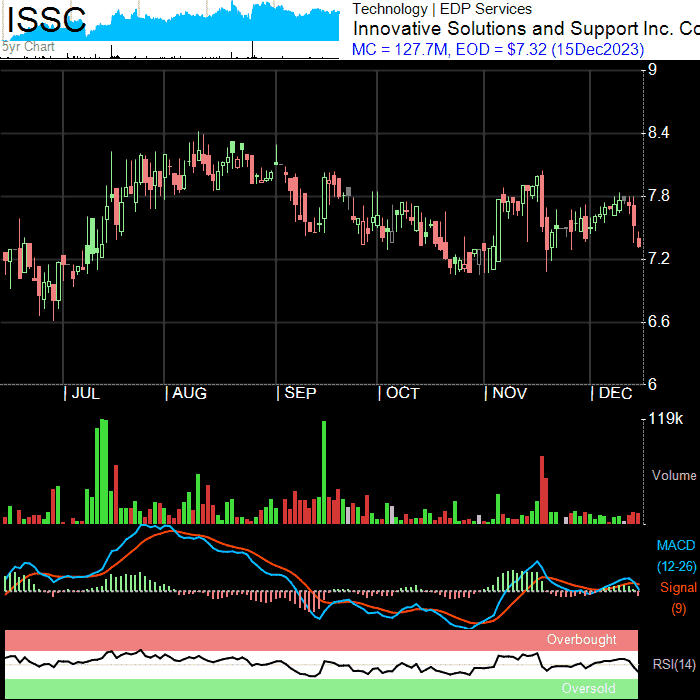 ISSC
Technology | EDP Services
Innovative Solutions and Support Inc. Co
5yr Chart
MC = 127.7M, EOD = $7.32 (15Dec2023)
9
8.4
7.8
7.2
6.6
6
| JUL | AUG | SEP | OCT | NOV | DEC
119k
Volume
MACD
(12-26)
Signal
(9)
Overbought
RSI(14)
Oversold